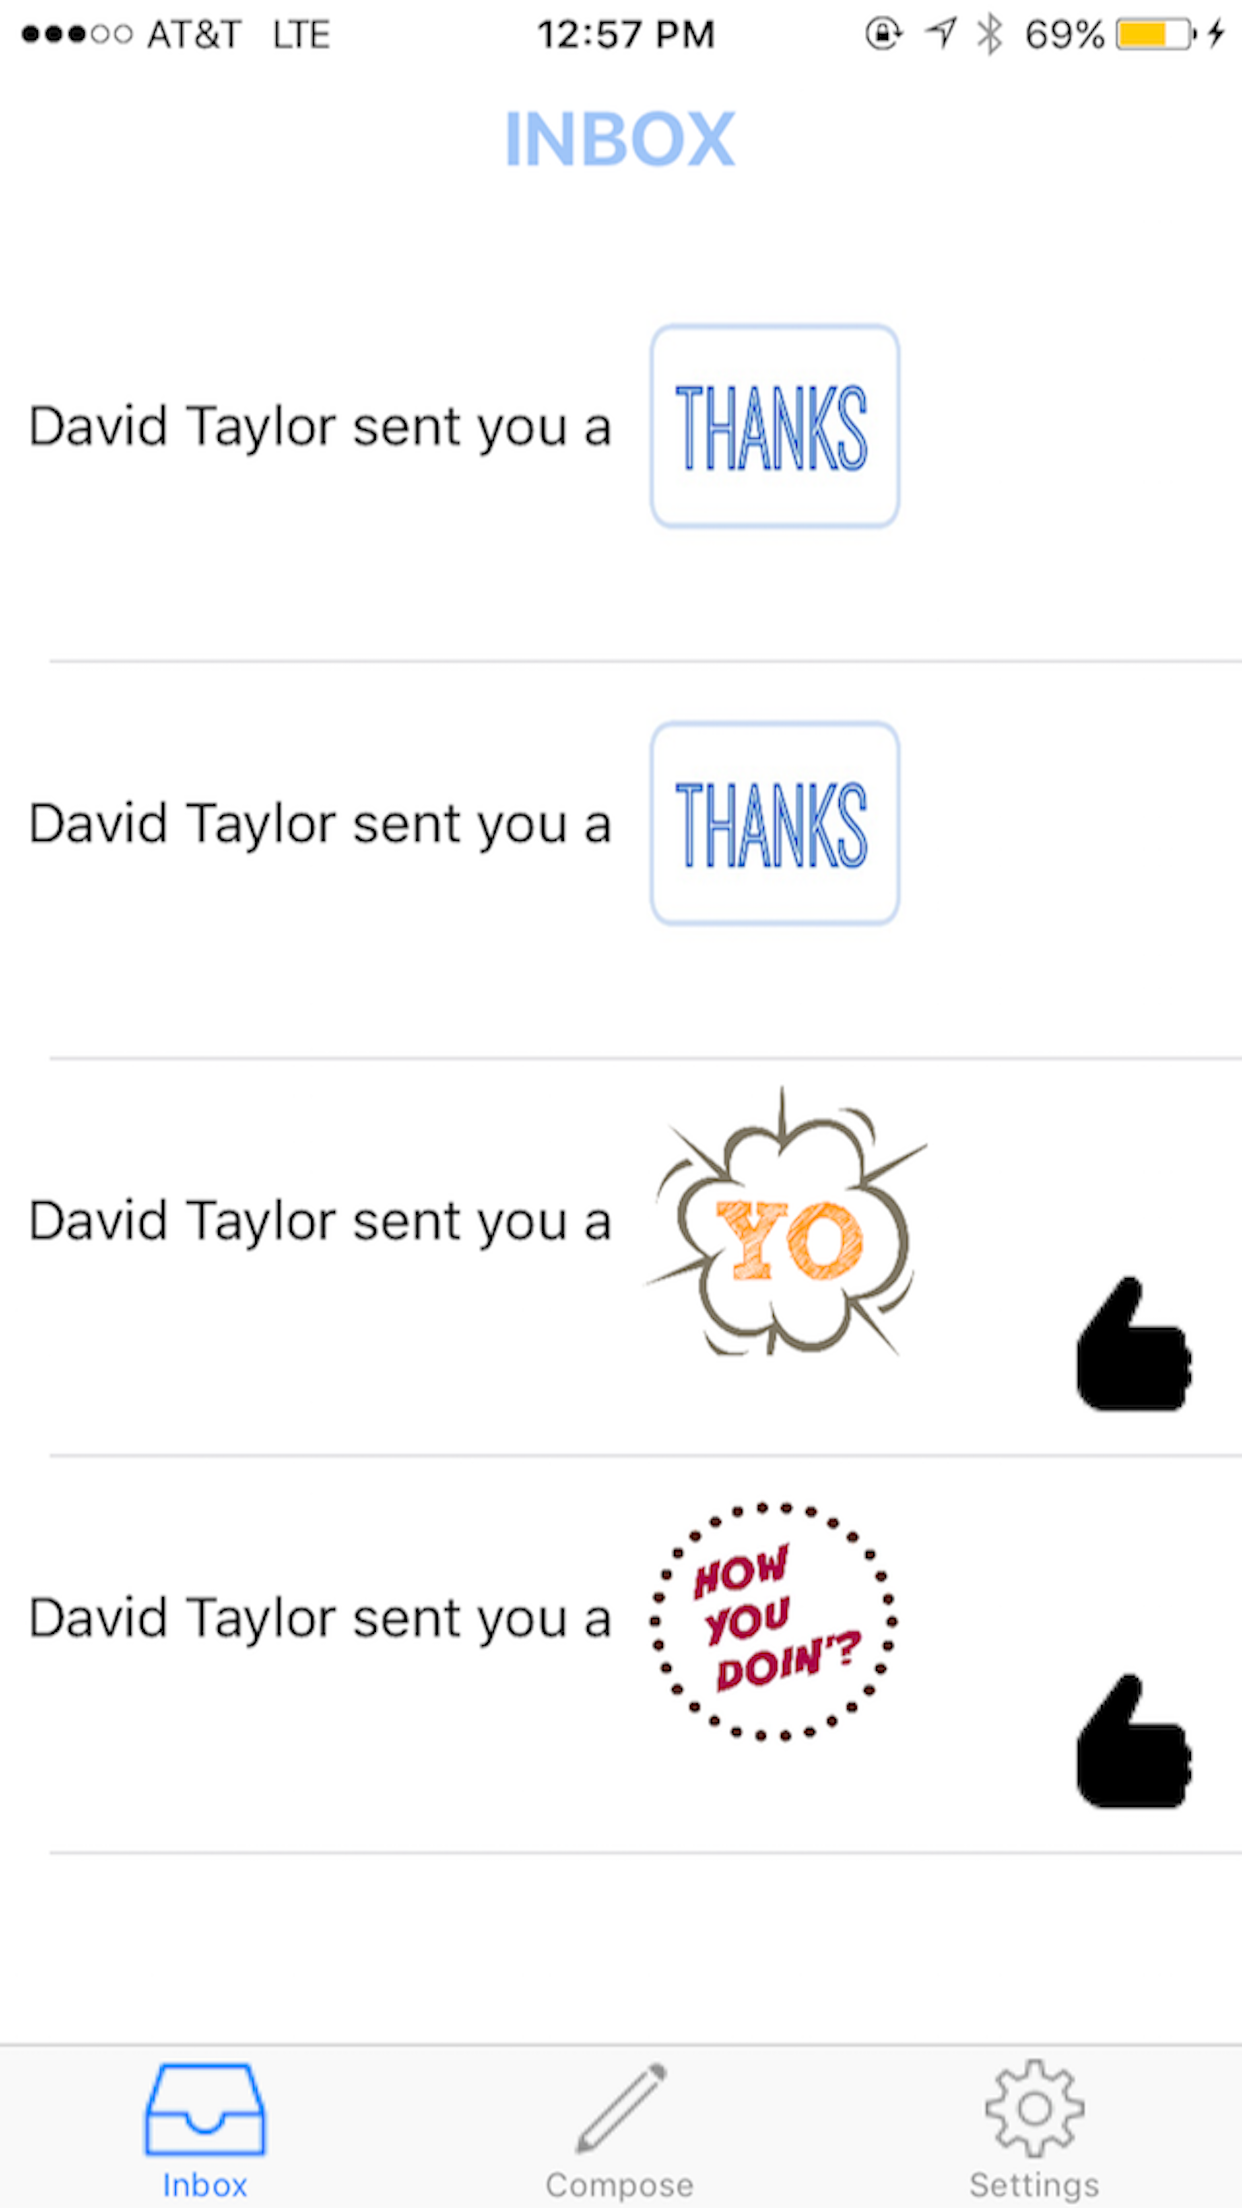 AT&T LTE 12:57 PM 69%
INBOX
David Taylor sent you a THANKS
David Taylor sent you a THANKS
David Taylor sent you a YO
David Taylor sent you a HOW
YOU
DOIN'?
Inbox Compose Settings